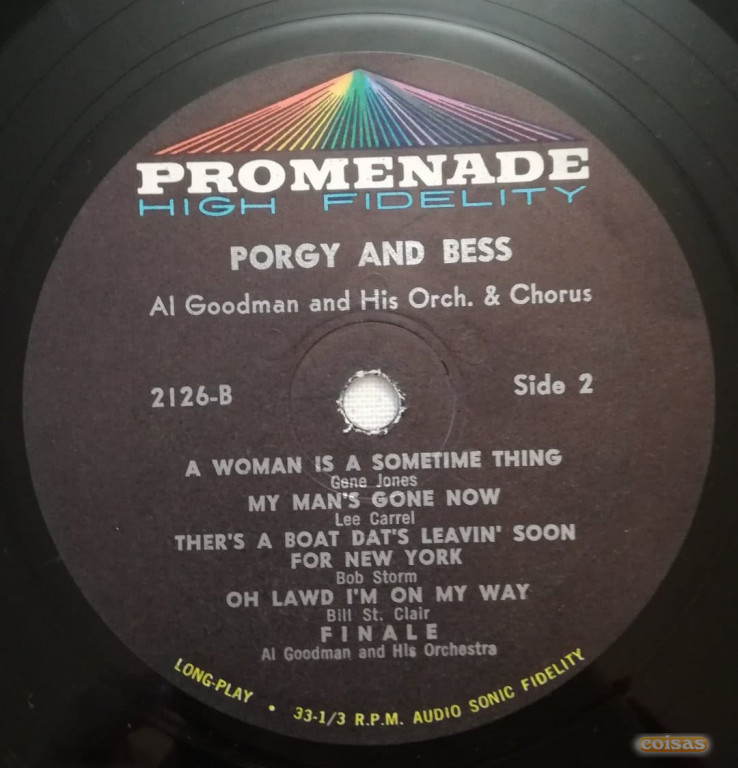 PROMENADE
HIGH FIDELITY
PORGY AND BESS
Al Goodman and His Orch. & Chorus
2126-B
Side 2
A WOMAN IS A SOMETIME THING
Gene Jones
MY MAN'S GONE NOW
Lee Carrel
THER'S A BOAT DAT'S LEAVIN' SOON
FOR NEW YORK
Bob Storm
OH LAWD I'M ON MY WAY
Bill St. Clair
FINALE
Al Goodman and His Orchestra
LONG-PLAY • 33-1/3 R.P.M. AUDIO SONIC FIDELITY
coisas